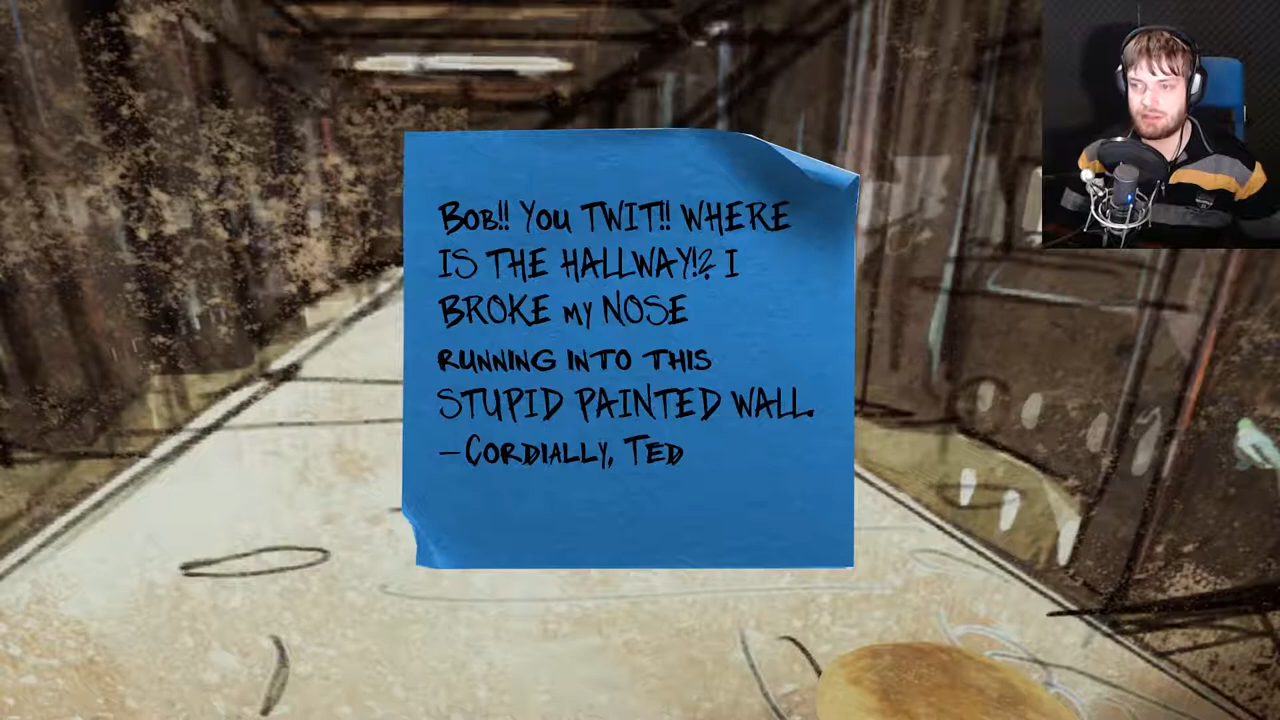 BOB!! YOU TWIT!! WHERE
IS THE HALLWAY!? I
BROKE MY NOSE
RUNNING INTO THIS
STUPID PAINTED WALL.
–CORDIALLY, TED